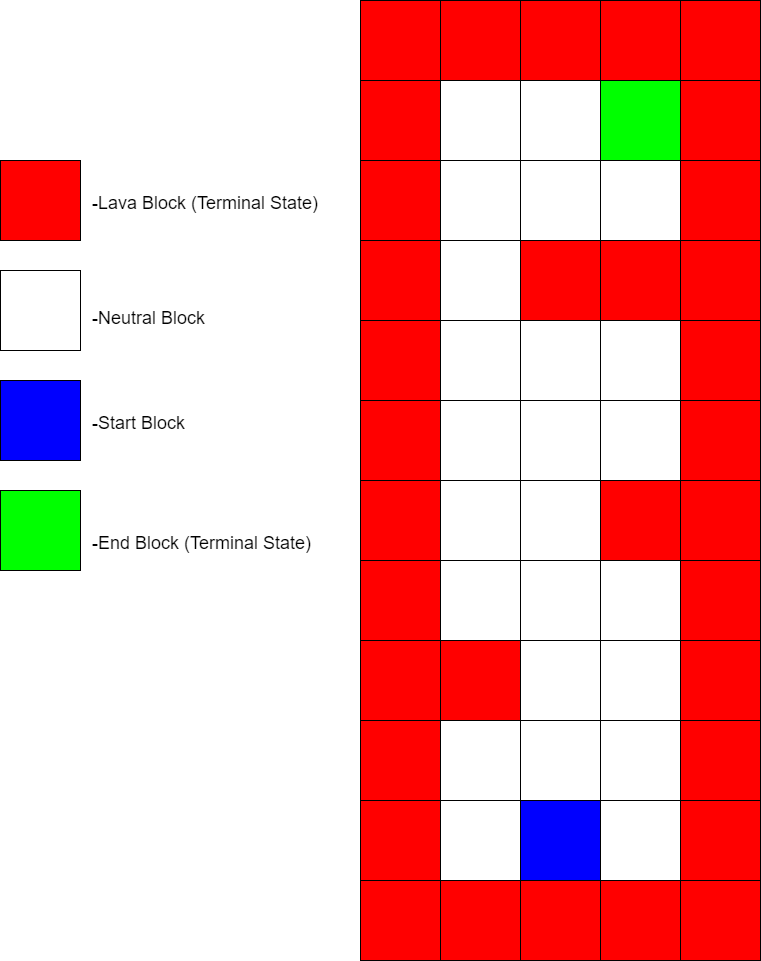 -Lava Block (Terminal State)
-Neutral Block
-Start Block
-End Block (Terminal State)